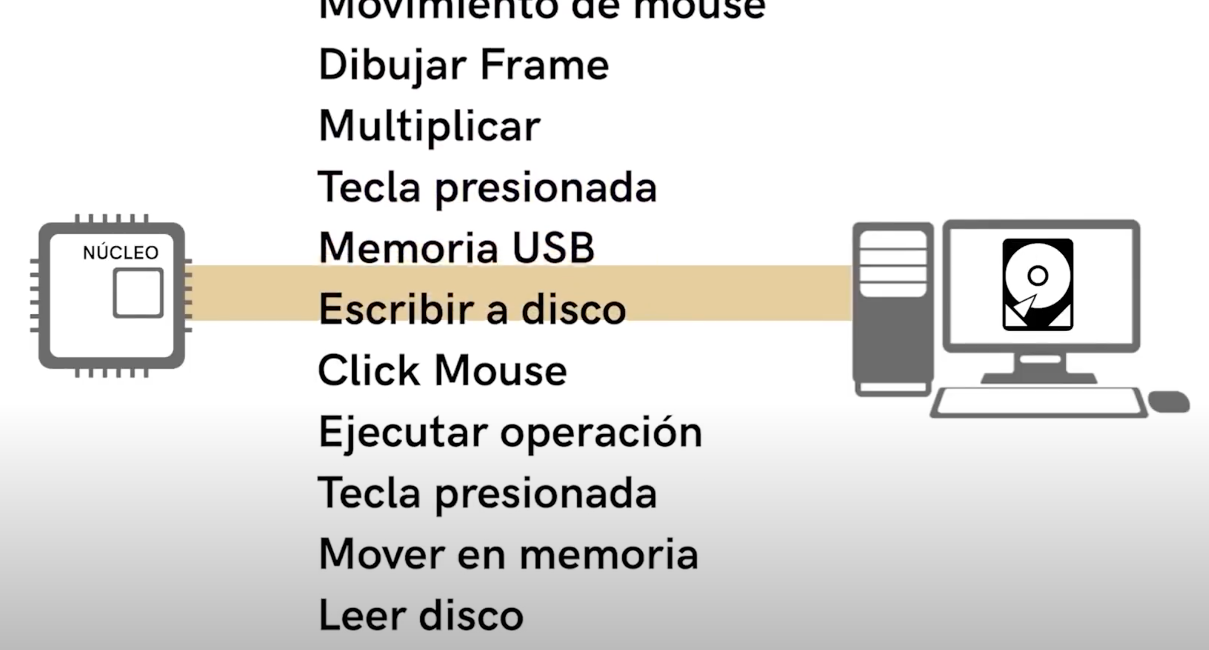 Movimiento de mouse
Dibujar Frame
Multiplicar
Tecla presionada
NÚCLEO
Memoria USB
Escribir a disco
Click Mouse
Ejecutar operación
Tecla presionada
Mover en memoria
Leer disco